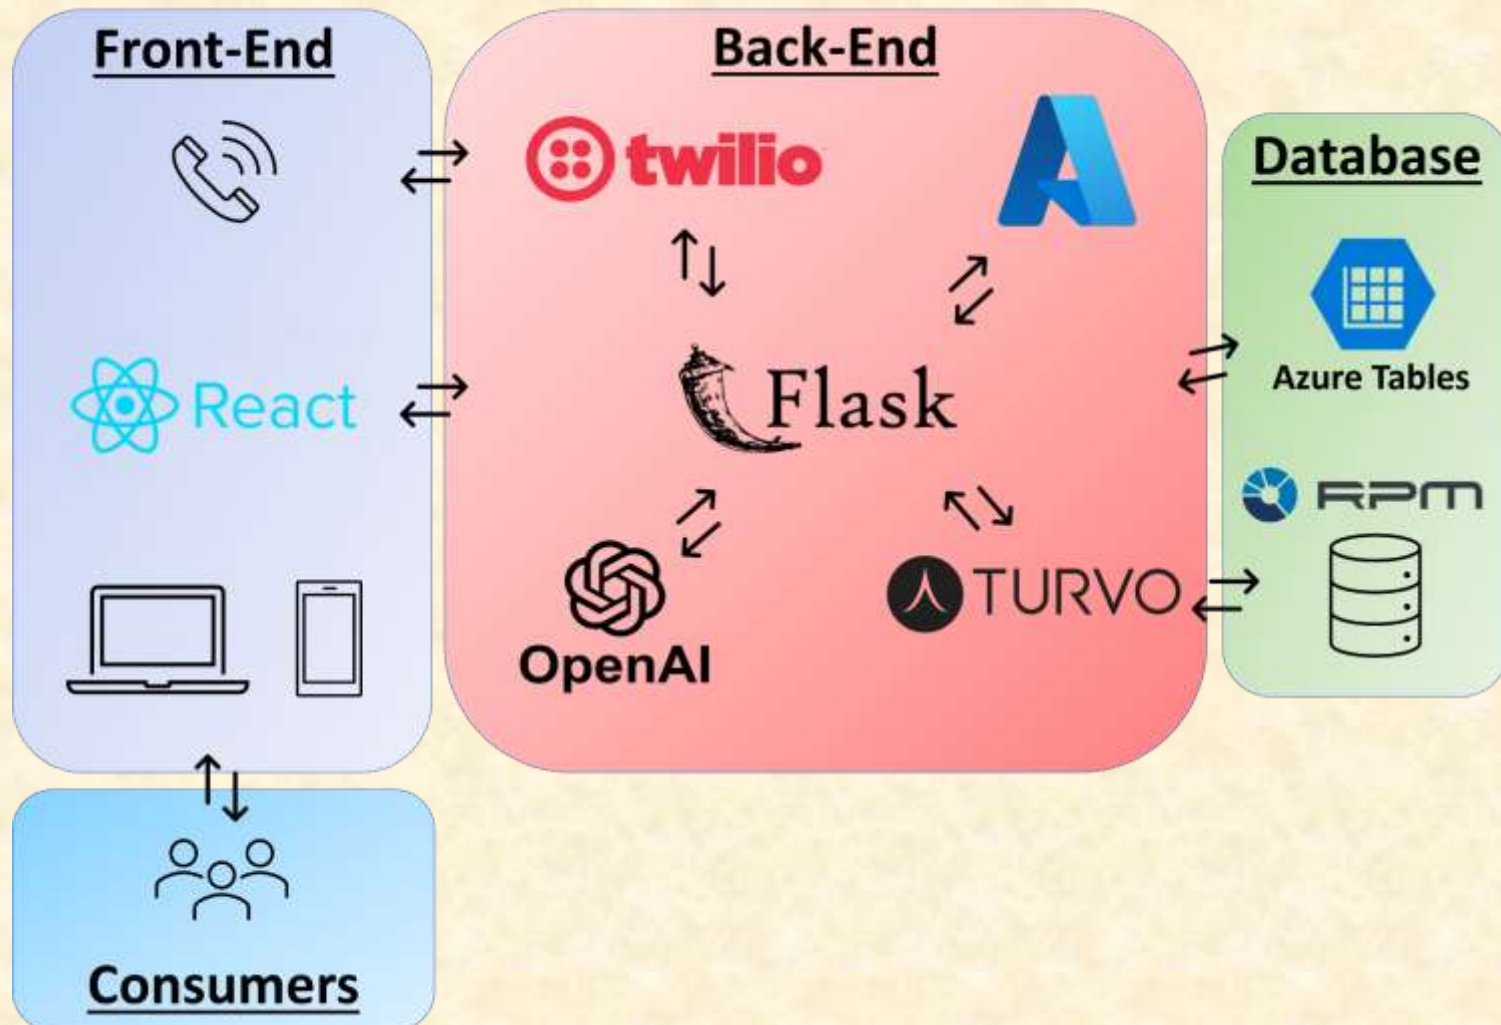 Front-End
Back-End
twilio
Database
Azure Tables
React
Flask
RPM
OpenAI
TURVO
Consumers